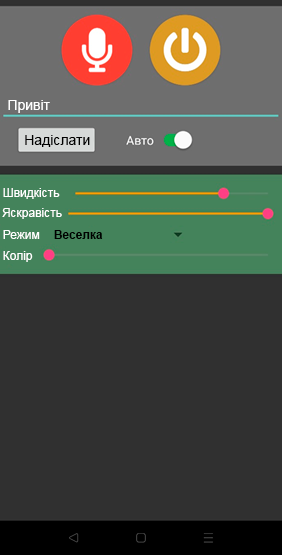 Привіт
Надіслати Авто
Швидкість
Яскравість
Режим Веселка
Колір